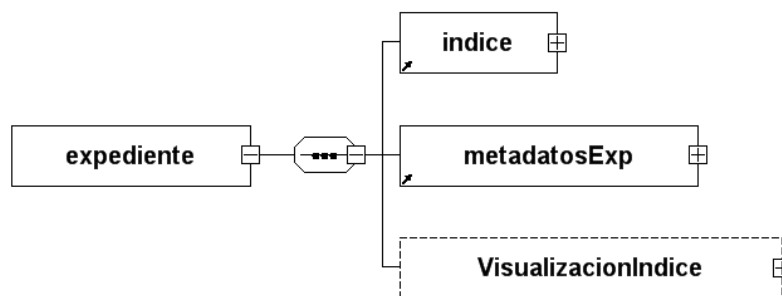 indice
expediente
metadatosExp
VisualizacionIndice